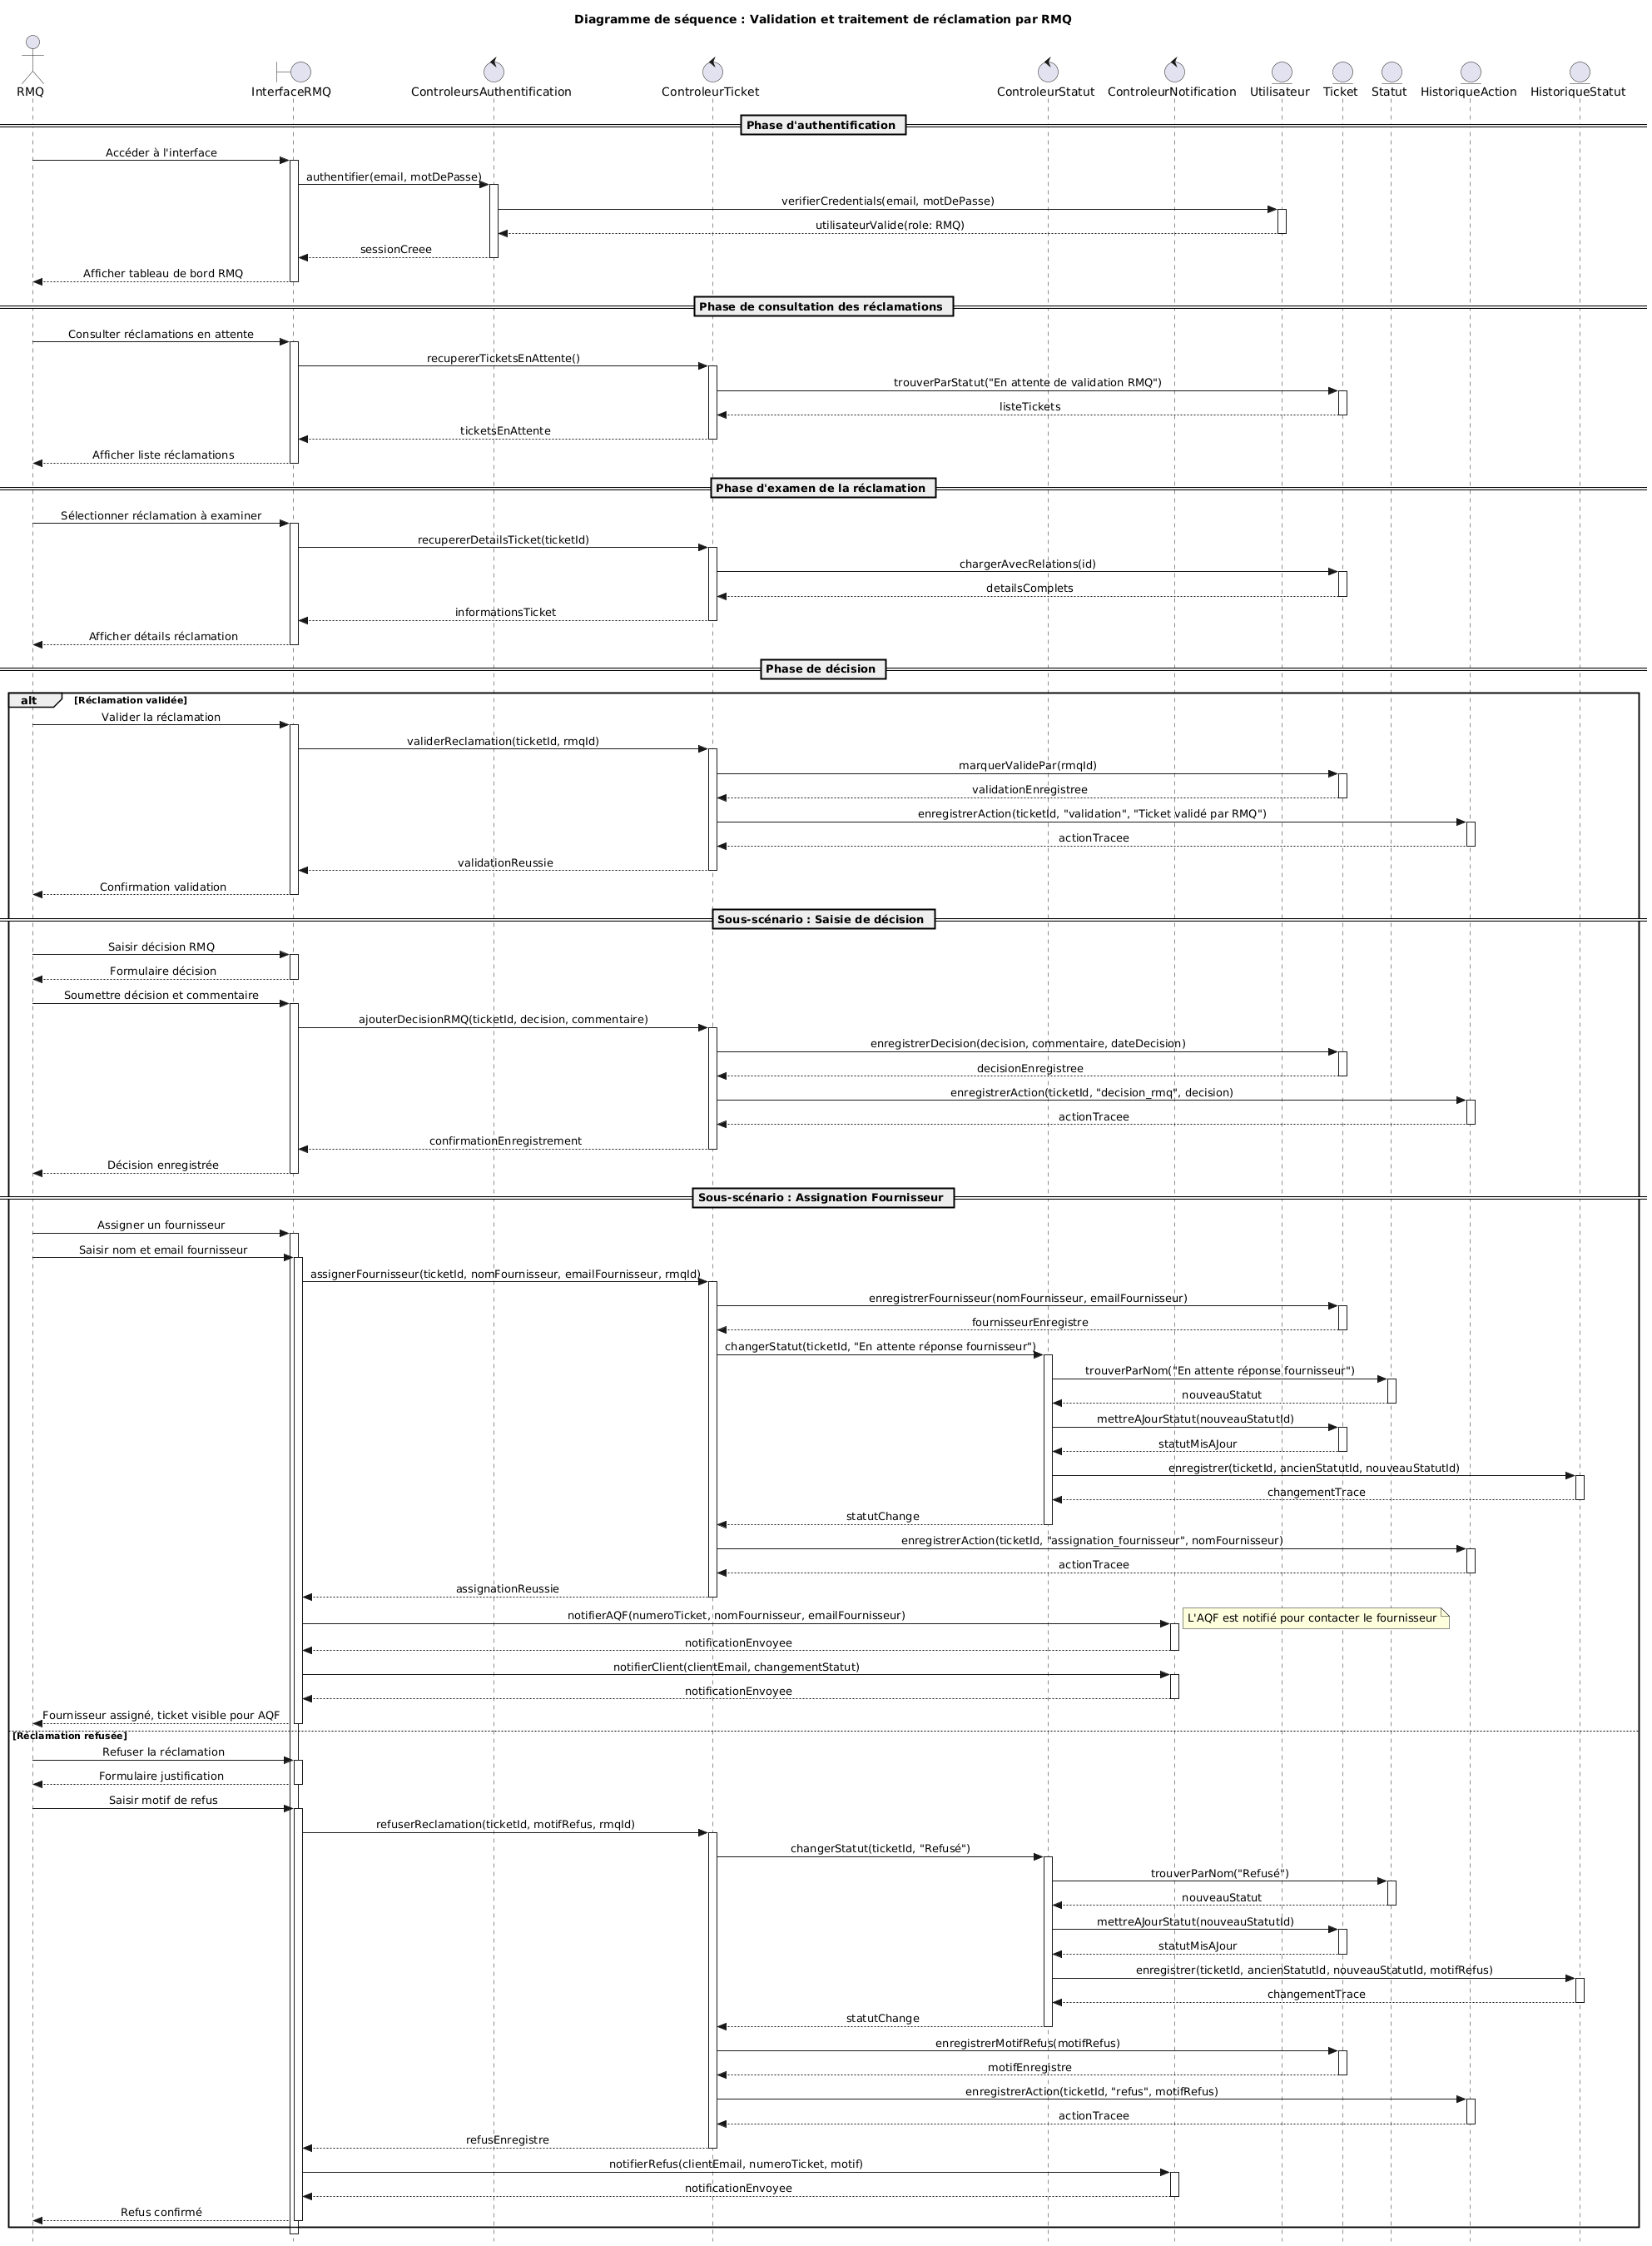 Diagramme de séquence : Validation et traitement de réclamation par RMQ
RMQ
InterfaceRMQ
ControleursAuthentification
ControleurTicket
ControleurStatut
ControleurNotification
Utilisateur
Ticket
Statut
HistoriqueAction
HistoriqueStatut
Phase d'authentification
Accéder à l'interface
authentifier(email, motDePasse)
verifierCredentials(email, motDePasse)
utilisateurValide(role: RMQ)
sessionCreee
Afficher tableau de bord RMQ
Phase de consultation des réclamations
Consulter réclamations en attente
recupererTicketsEnAttente()
trouverParStatut("En attente de validation RMQ")
listeTickets
ticketsEnAttente
Afficher liste réclamations
Phase d'examen de la réclamation
Sélectionner réclamation à examiner
recupererDetailsTicket(ticketId)
chargerAvecRelations(id)
detailsComplets
informationsTicket
Afficher détails réclamation
Phase de décision
alt [Réclamation validée]
Valider la réclamation
validerReclamation(ticketId, rmqId)
marquerValidePar(rmqId)
validationEnregistree
enregistrerAction(ticketId, "validation", "Ticket validé par RMQ")
actionTracee
validationReussie
Confirmation validation
Sous-scénario : Saisie de décision
Saisir décision RMQ
Formulaire décision
Soumettre décision et commentaire
ajouterDecisionRMQ(ticketId, decision, commentaire)
enregistrerDecision(decision, commentaire, dateDecision)
decisionEnregistree
enregistrerAction(ticketId, "decision_rmq", decision)
actionTracee
confirmationEnregistrement
Décision enregistrée
Sous-scénario : Assignation Fournisseur
Assigner un fournisseur
Saisir nom et email fournisseur
assignerFournisseur(ticketId, nomFournisseur, emailFournisseur, rmqId)
enregistrerFournisseur(nomFournisseur, emailFournisseur)
fournisseurEnregistre
changerStatut(ticketId, "En attente réponse fournisseur")
trouverParNom("En attente réponse fournisseur")
nouveauStatut
mettreAJourStatut(nouveauStatutId)
statutMisAJour
enregistrer(ticketId, ancienStatutId, nouveauStatutId)
changementTrace
statutChange
enregistrerAction(ticketId, "assignation_fournisseur", nomFournisseur)
actionTracee
assignationReussie
notifierAQF(numeroTicket, nomFournisseur, emailFournisseur)
L'AQF est notifié pour contacter le fournisseur
notificationEnvoyee
notifierClient(clientEmail, changementStatut)
notificationEnvoyee
Fournisseur assigné, ticket visible pour AQF
[Réclamation refusée]
Refuser la réclamation
Formulaire justification
Saisir motif de refus
refuserReclamation(ticketId, motifRefus, rmqId)
changerStatut(ticketId, "Refusé")
trouverParNom("Refusé")
nouveauStatut
mettreAJourStatut(nouveauStatutId)
statutMisAJour
enregistrer(ticketId, ancienStatutId, nouveauStatutId, motifRefus)
changementTrace
statutChange
enregistrerMotifRefus(motifRefus)
motifEnregistre
enregistrerAction(ticketId, "refus", motifRefus)
actionTracee
refusEnregistre
notifierRefus(clientEmail, numeroTicket, motif)
notificationEnvoyee
Refus confirmé